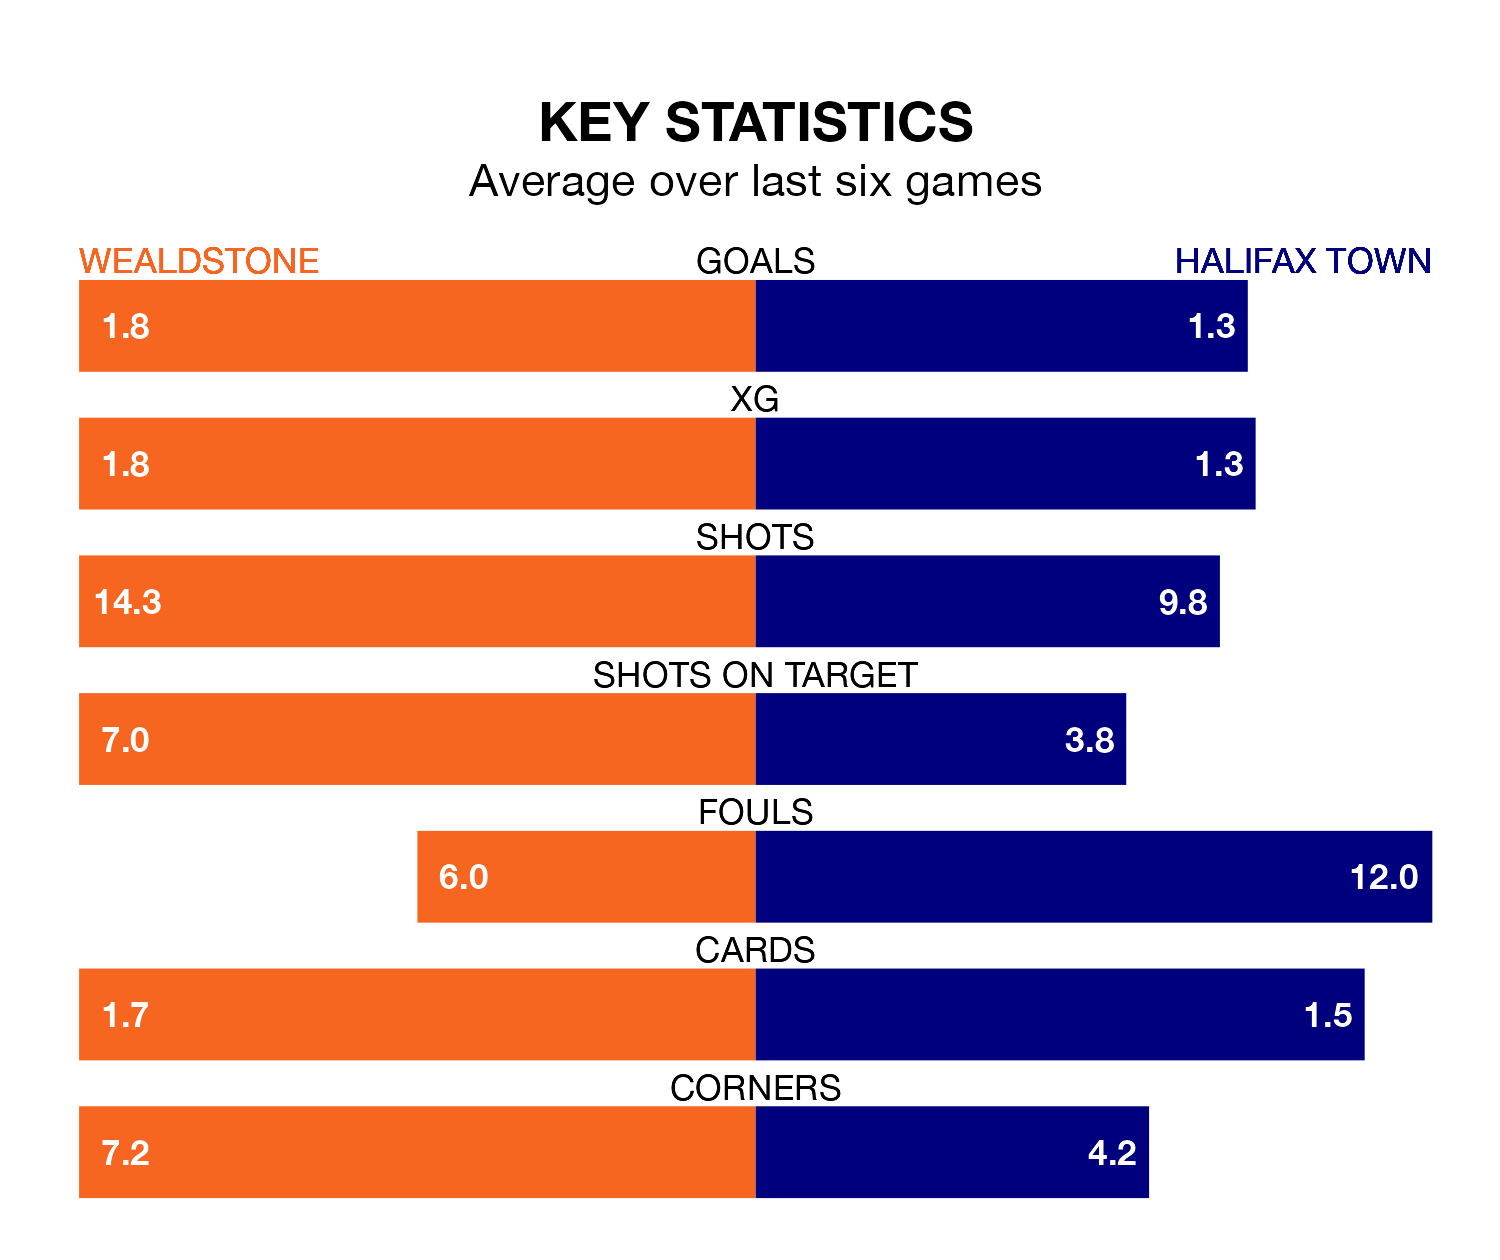 KEY STATISTICS
Average over last six games
WEALDSTONE GOALS HALIFAX TOWN
1.8 1.3
XG
1.8 1.3
SHOTS
14.3 9.8
SHOTS ON TARGET
7.0 3.8
FOULS
6.0 12.0
CARDS
1.7 1.5
CORNERS
7.2 4.2